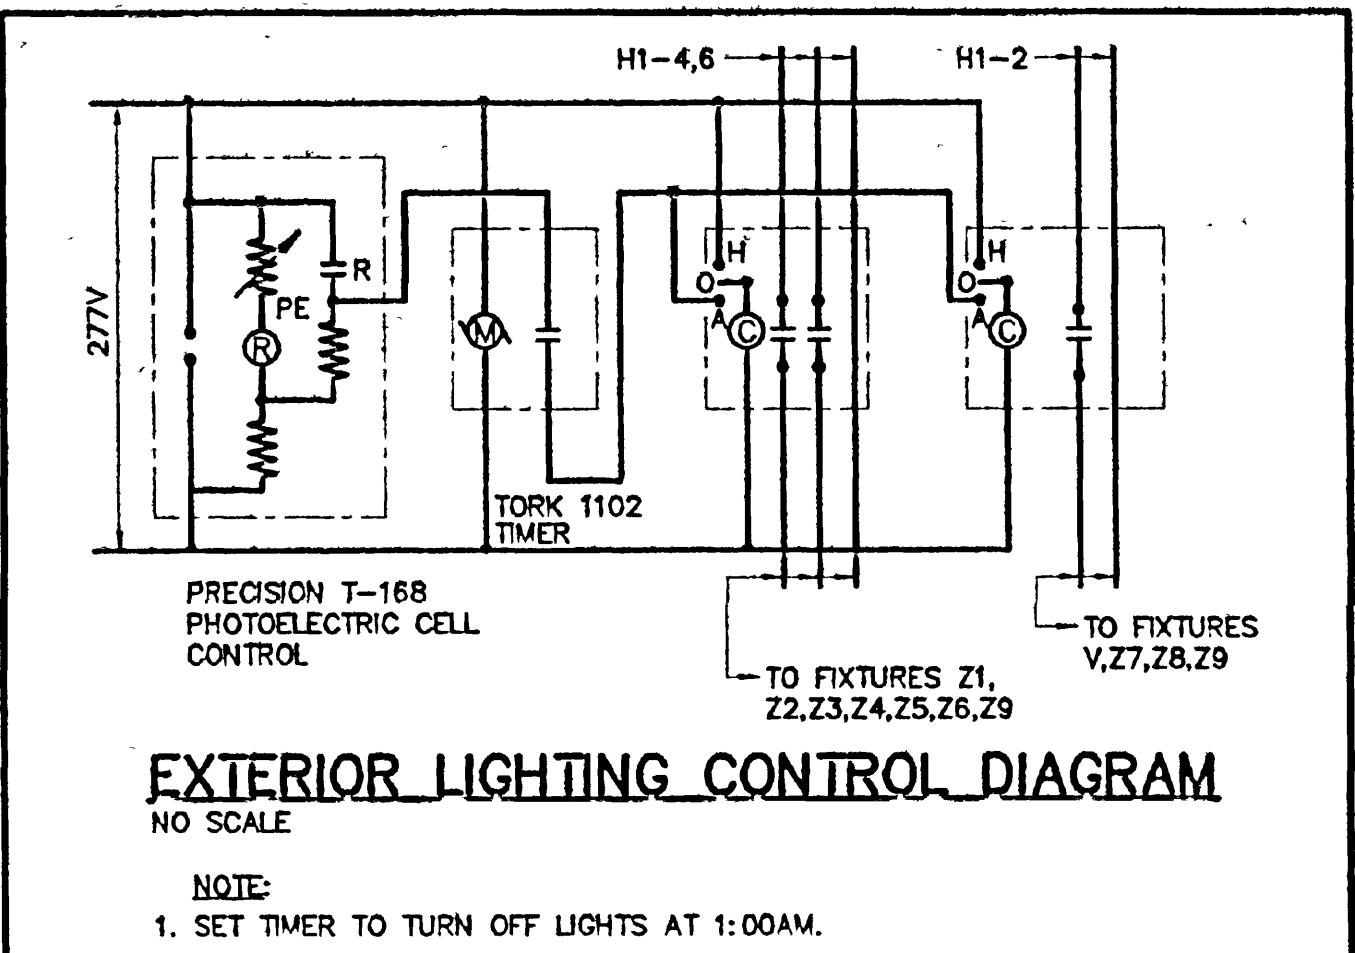 H1-4,6
H1-2
277V
PE
R
R
M
H
O
A
C
H
O
A
C
TORK 1102
TIMER
PRECISION T-168
PHOTOELECTRIC CELL
CONTROL
TO FIXTURES Z1,
Z2,Z3,Z4,Z5,Z6,Z9
TO FIXTURES
V,Z7,Z8,Z9
EXTERIOR LIGHTING CONTROL DIAGRAM
NO SCALE
NOTE:
1. SET TIMER TO TURN OFF LIGHTS AT 1:00AM.